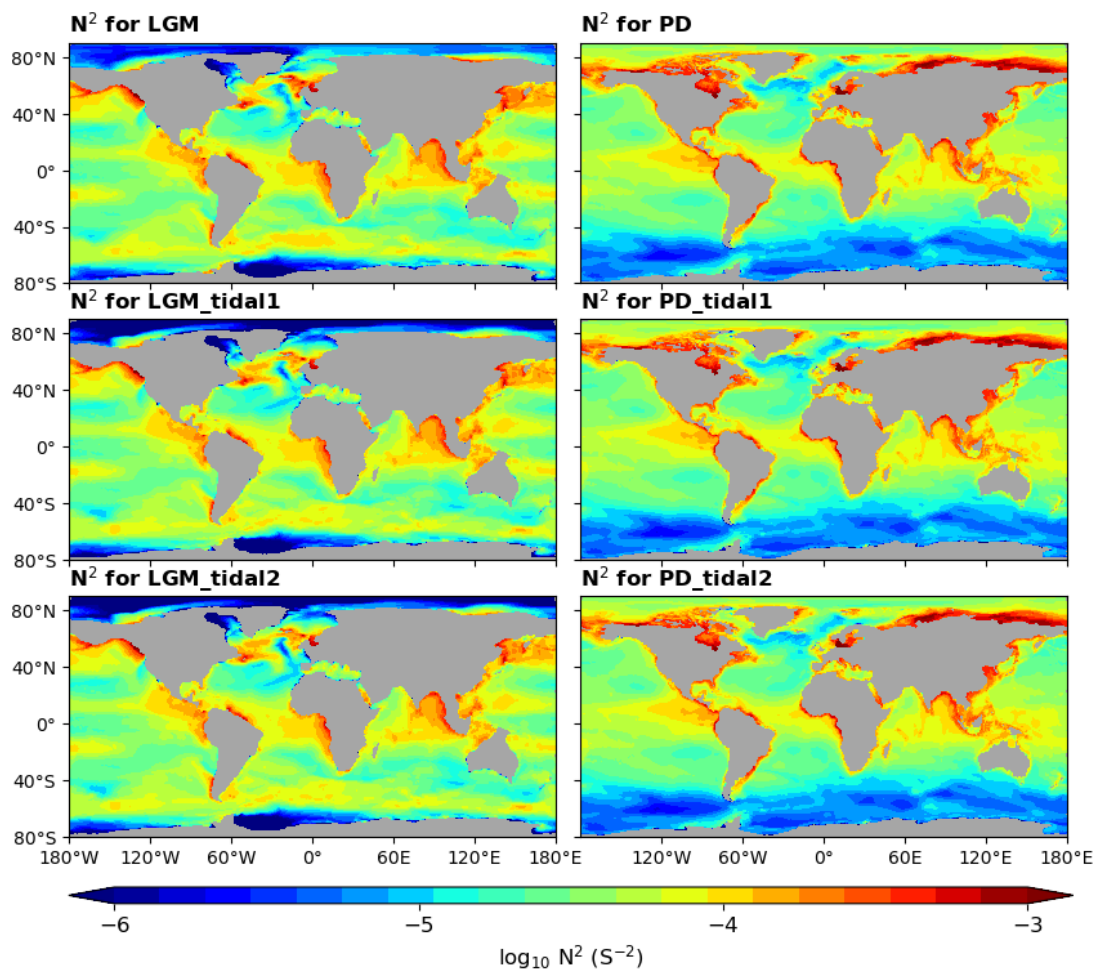 N² for LGM N² for PD
80°N
40°N
0°
40°S
80°S
N² for LGM_tidal1 N² for PD_tidal1
80°N
40°N
0°
40°S
80°S
N² for LGM_tidal2 N² for PD_tidal2
80°N
40°N
0°
40°S
80°S
180°W 120°W 60°W 0° 60°E 120°E 180°E 120°W 60°W 0° 60°E 120°E 180°E
−6 −5 −4 −3
log₁₀ N² (S⁻²)